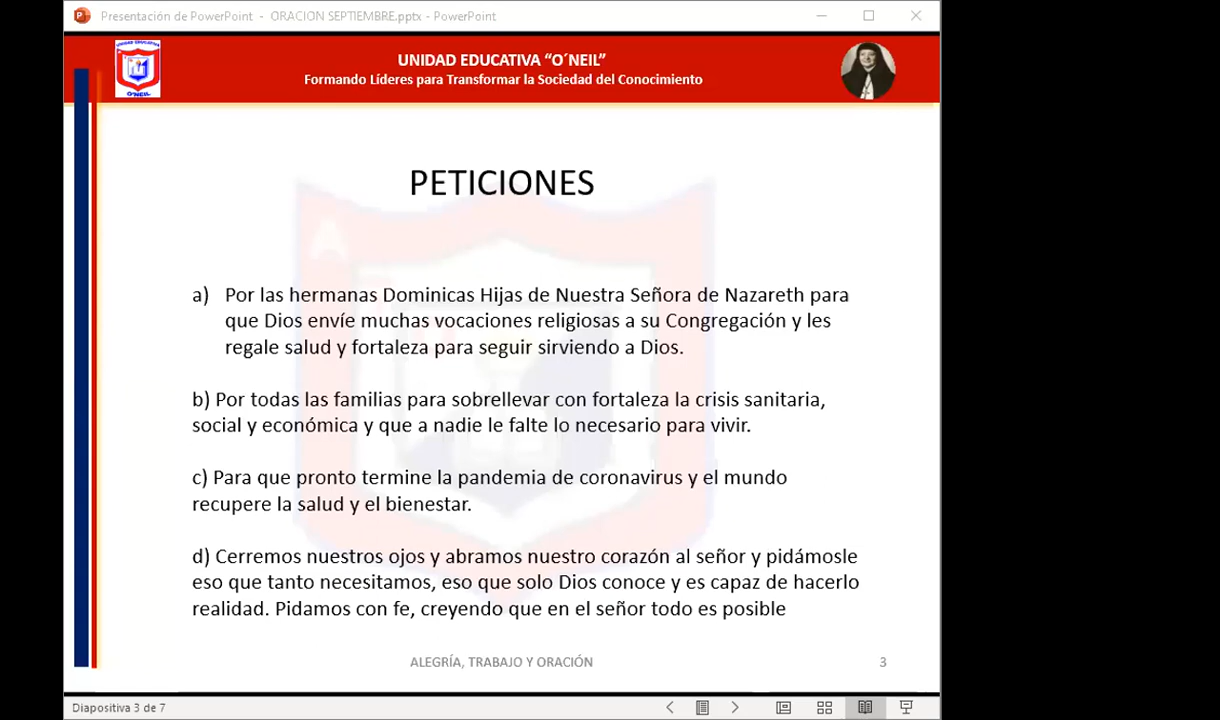 Presentación de PowerPoint - ORACION SEPTIEMBRE.pptx - PowerPoint
UNIDAD EDUCATIVA “O´NEIL”
Formando Líderes para Transformar la Sociedad del Conocimiento
O´NEIL
PETICIONES
a) Por las hermanas Dominicas Hijas de Nuestra Señora de Nazareth para
que Dios envíe muchas vocaciones religiosas a su Congregación y les
regale salud y fortaleza para seguir sirviendo a Dios.
b) Por todas las familias para sobrellevar con fortaleza la crisis sanitaria,
social y económica y que a nadie le falte lo necesario para vivir.
c) Para que pronto termine la pandemia de coronavirus y el mundo
recupere la salud y el bienestar.
d) Cerremos nuestros ojos y abramos nuestro corazón al señor y pidámosle
eso que tanto necesitamos, eso que solo Dios conoce y es capaz de hacerlo
realidad. Pidamos con fe, creyendo que en el señor todo es posible
ALEGRÍA, TRABAJO Y ORACIÓN
3
Diapositiva 3 de 7